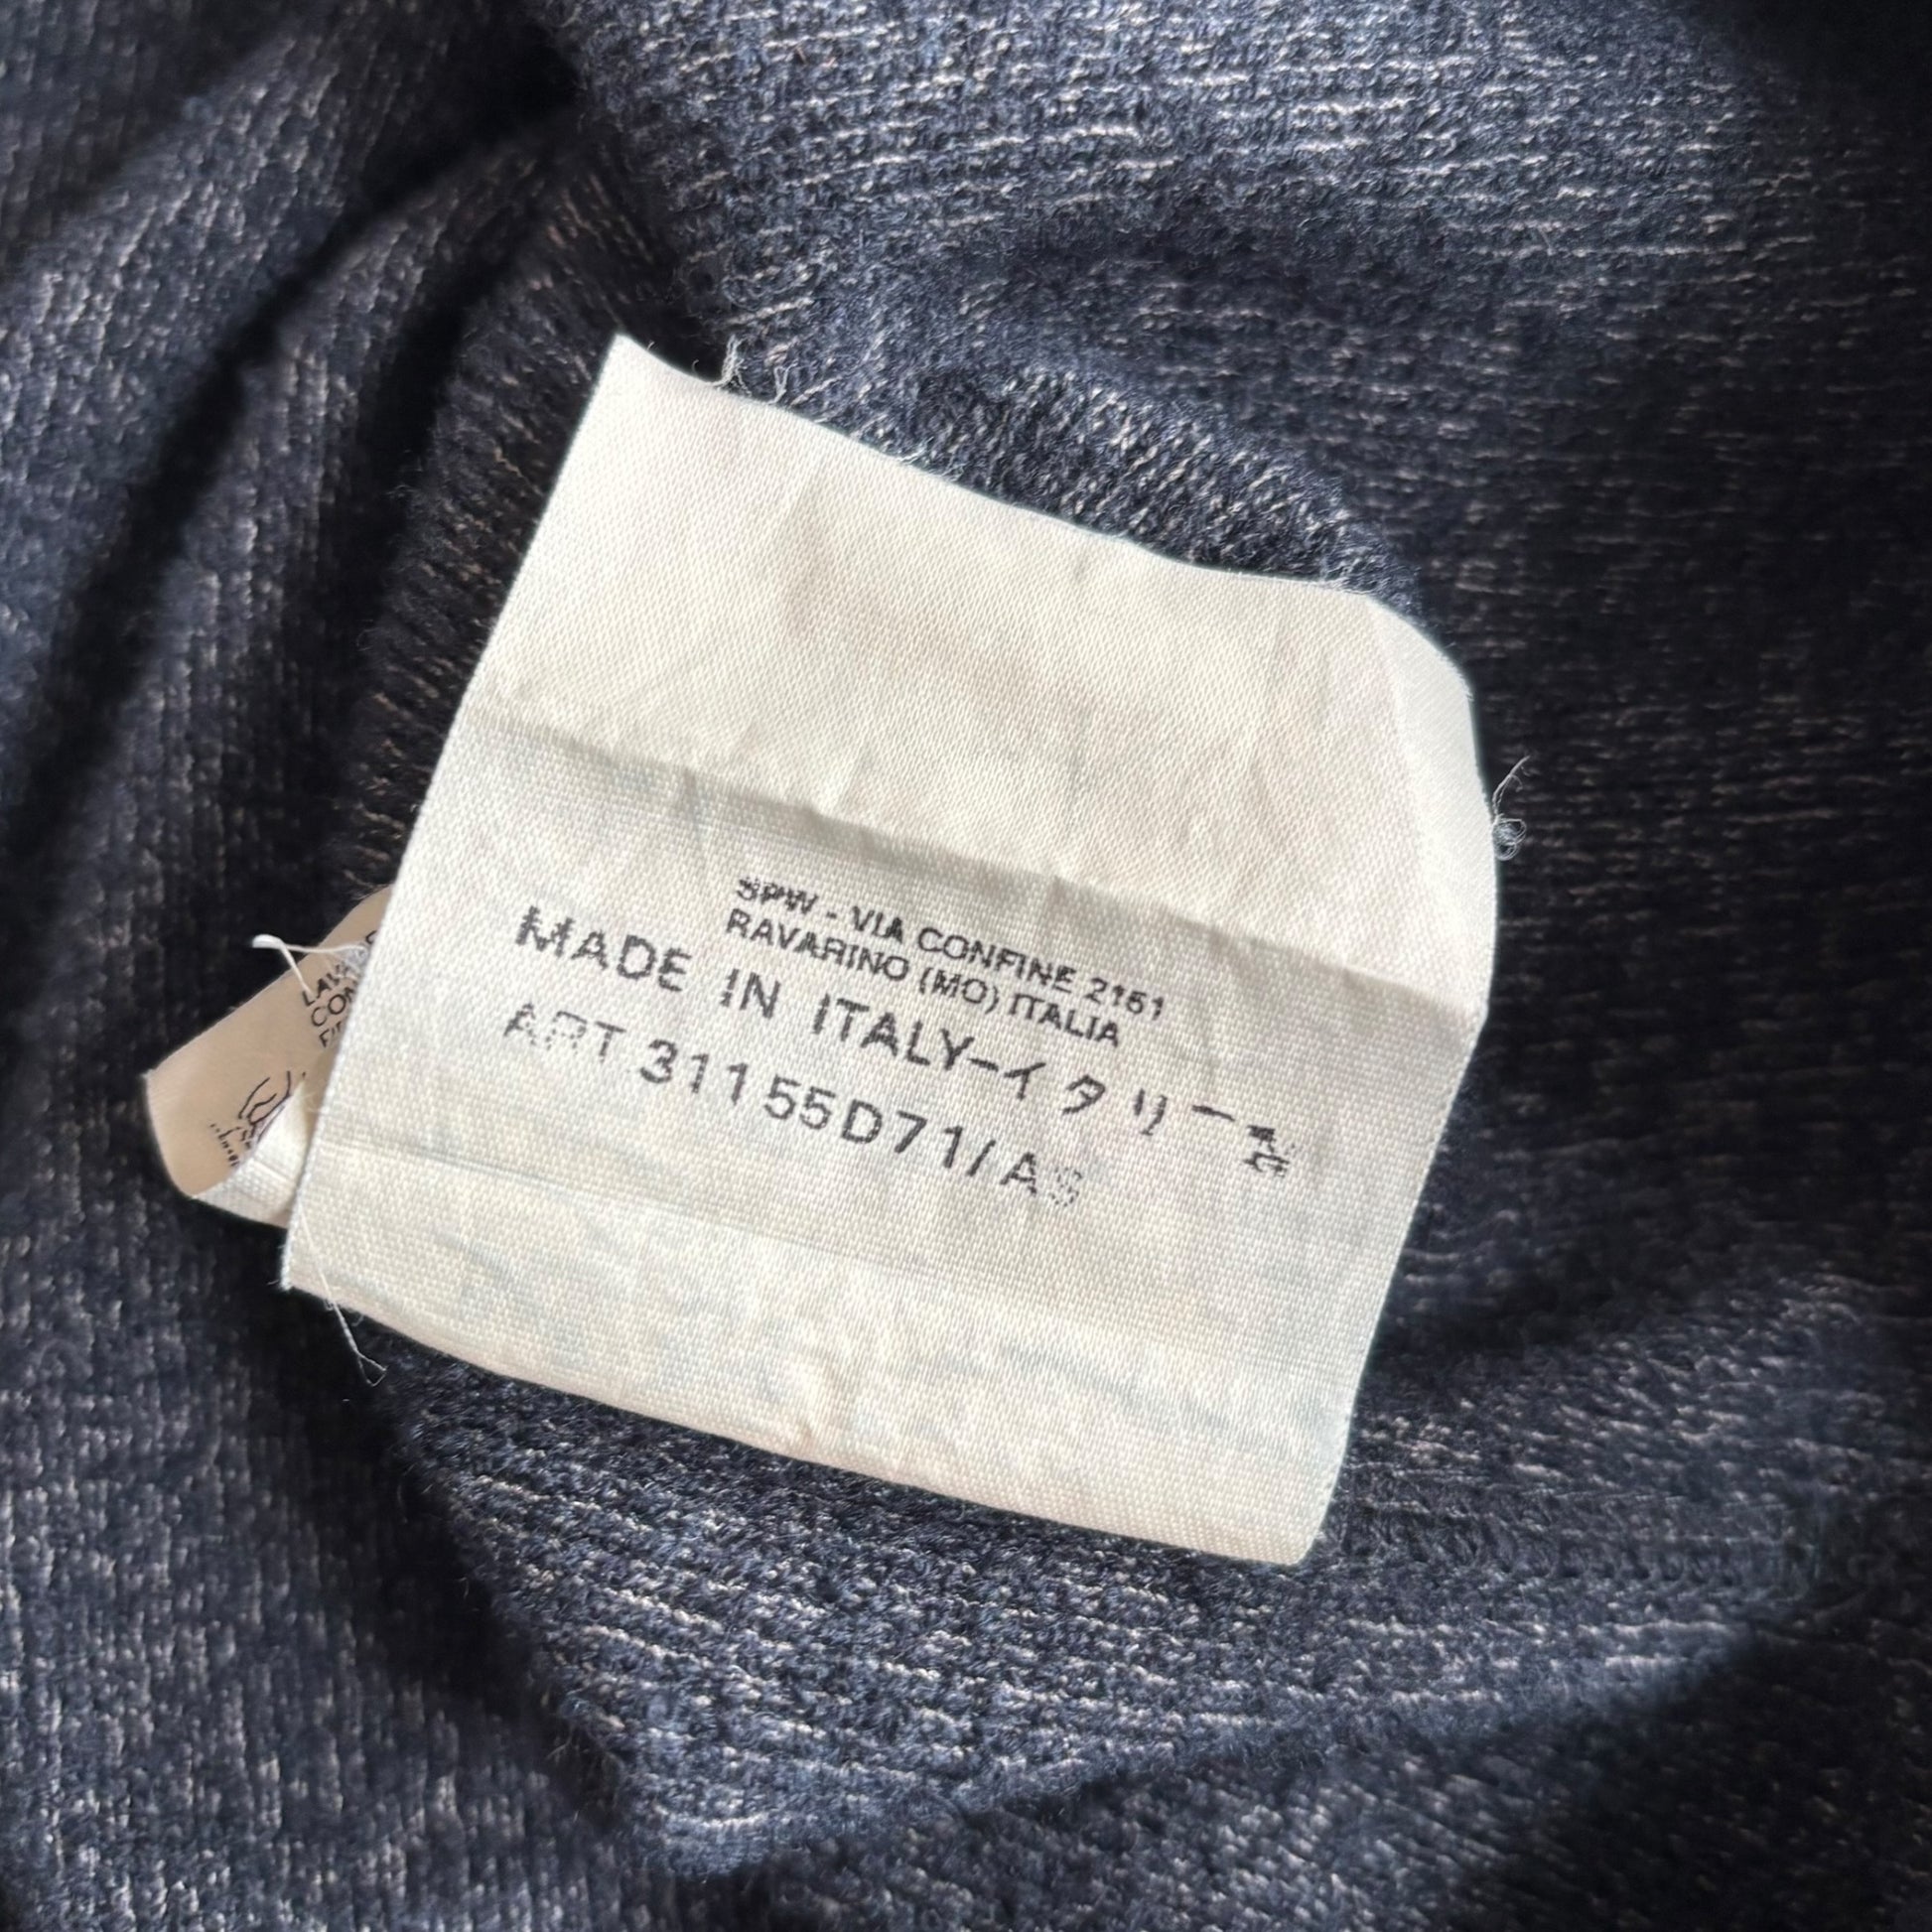 SPW - VIA CONFINE 2161
RAVARINO (MO) ITALIA
MADE IN ITALY-イタリー製
ART 31155D71/AS